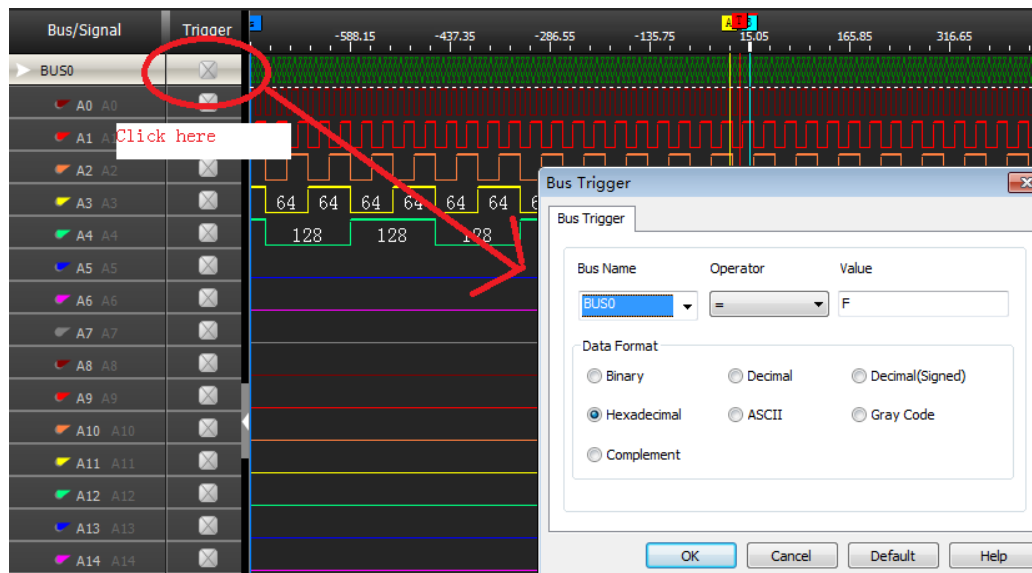 Bus/Signal Trigger
-588.15 -437.35 -286.55 -135.75 15.05 165.85 316.65
A T
BUS0
A0 A0
A1
Click here
A2 A2
A3 A3 64 64 64 64 64 64
A4 A4 128 128 128
A5 A5
A6 A6
A7 A7
A8 A8
A9 A9
A10 A10
A11 A11
A12 A12
A13 A13
A14 A14
Bus Trigger
Bus Trigger
Bus Name Operator Value
BUS0 = F
Data Format
Binary Decimal Decimal(Signed)
Hexadecimal ASCII Gray Code
Complement
OK Cancel Default Help